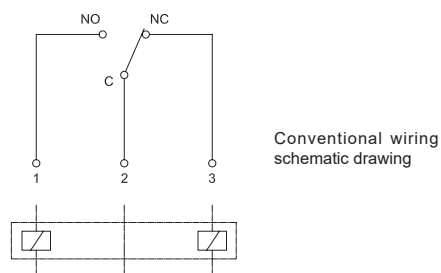 NO NC
C
Conventional wiring
schematic drawing
1 2 3